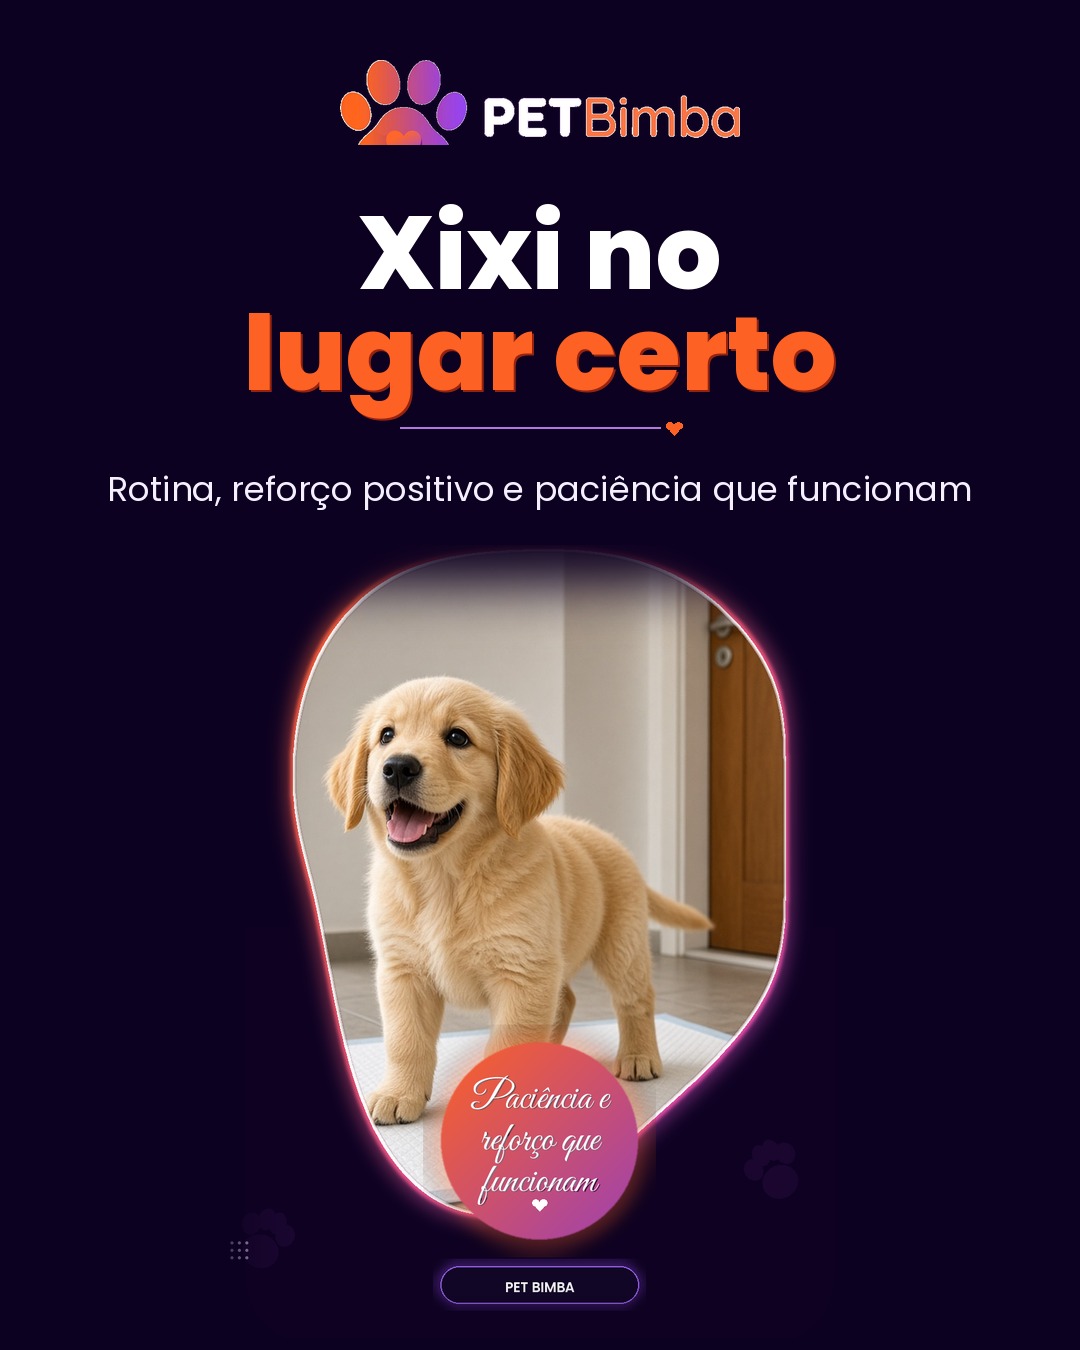 PETBimba
Xixi no
lugar certo
Rotina, reforço positivo e paciência que funcionam
Paciência e
reforço que
funcionam
PET BIMBA